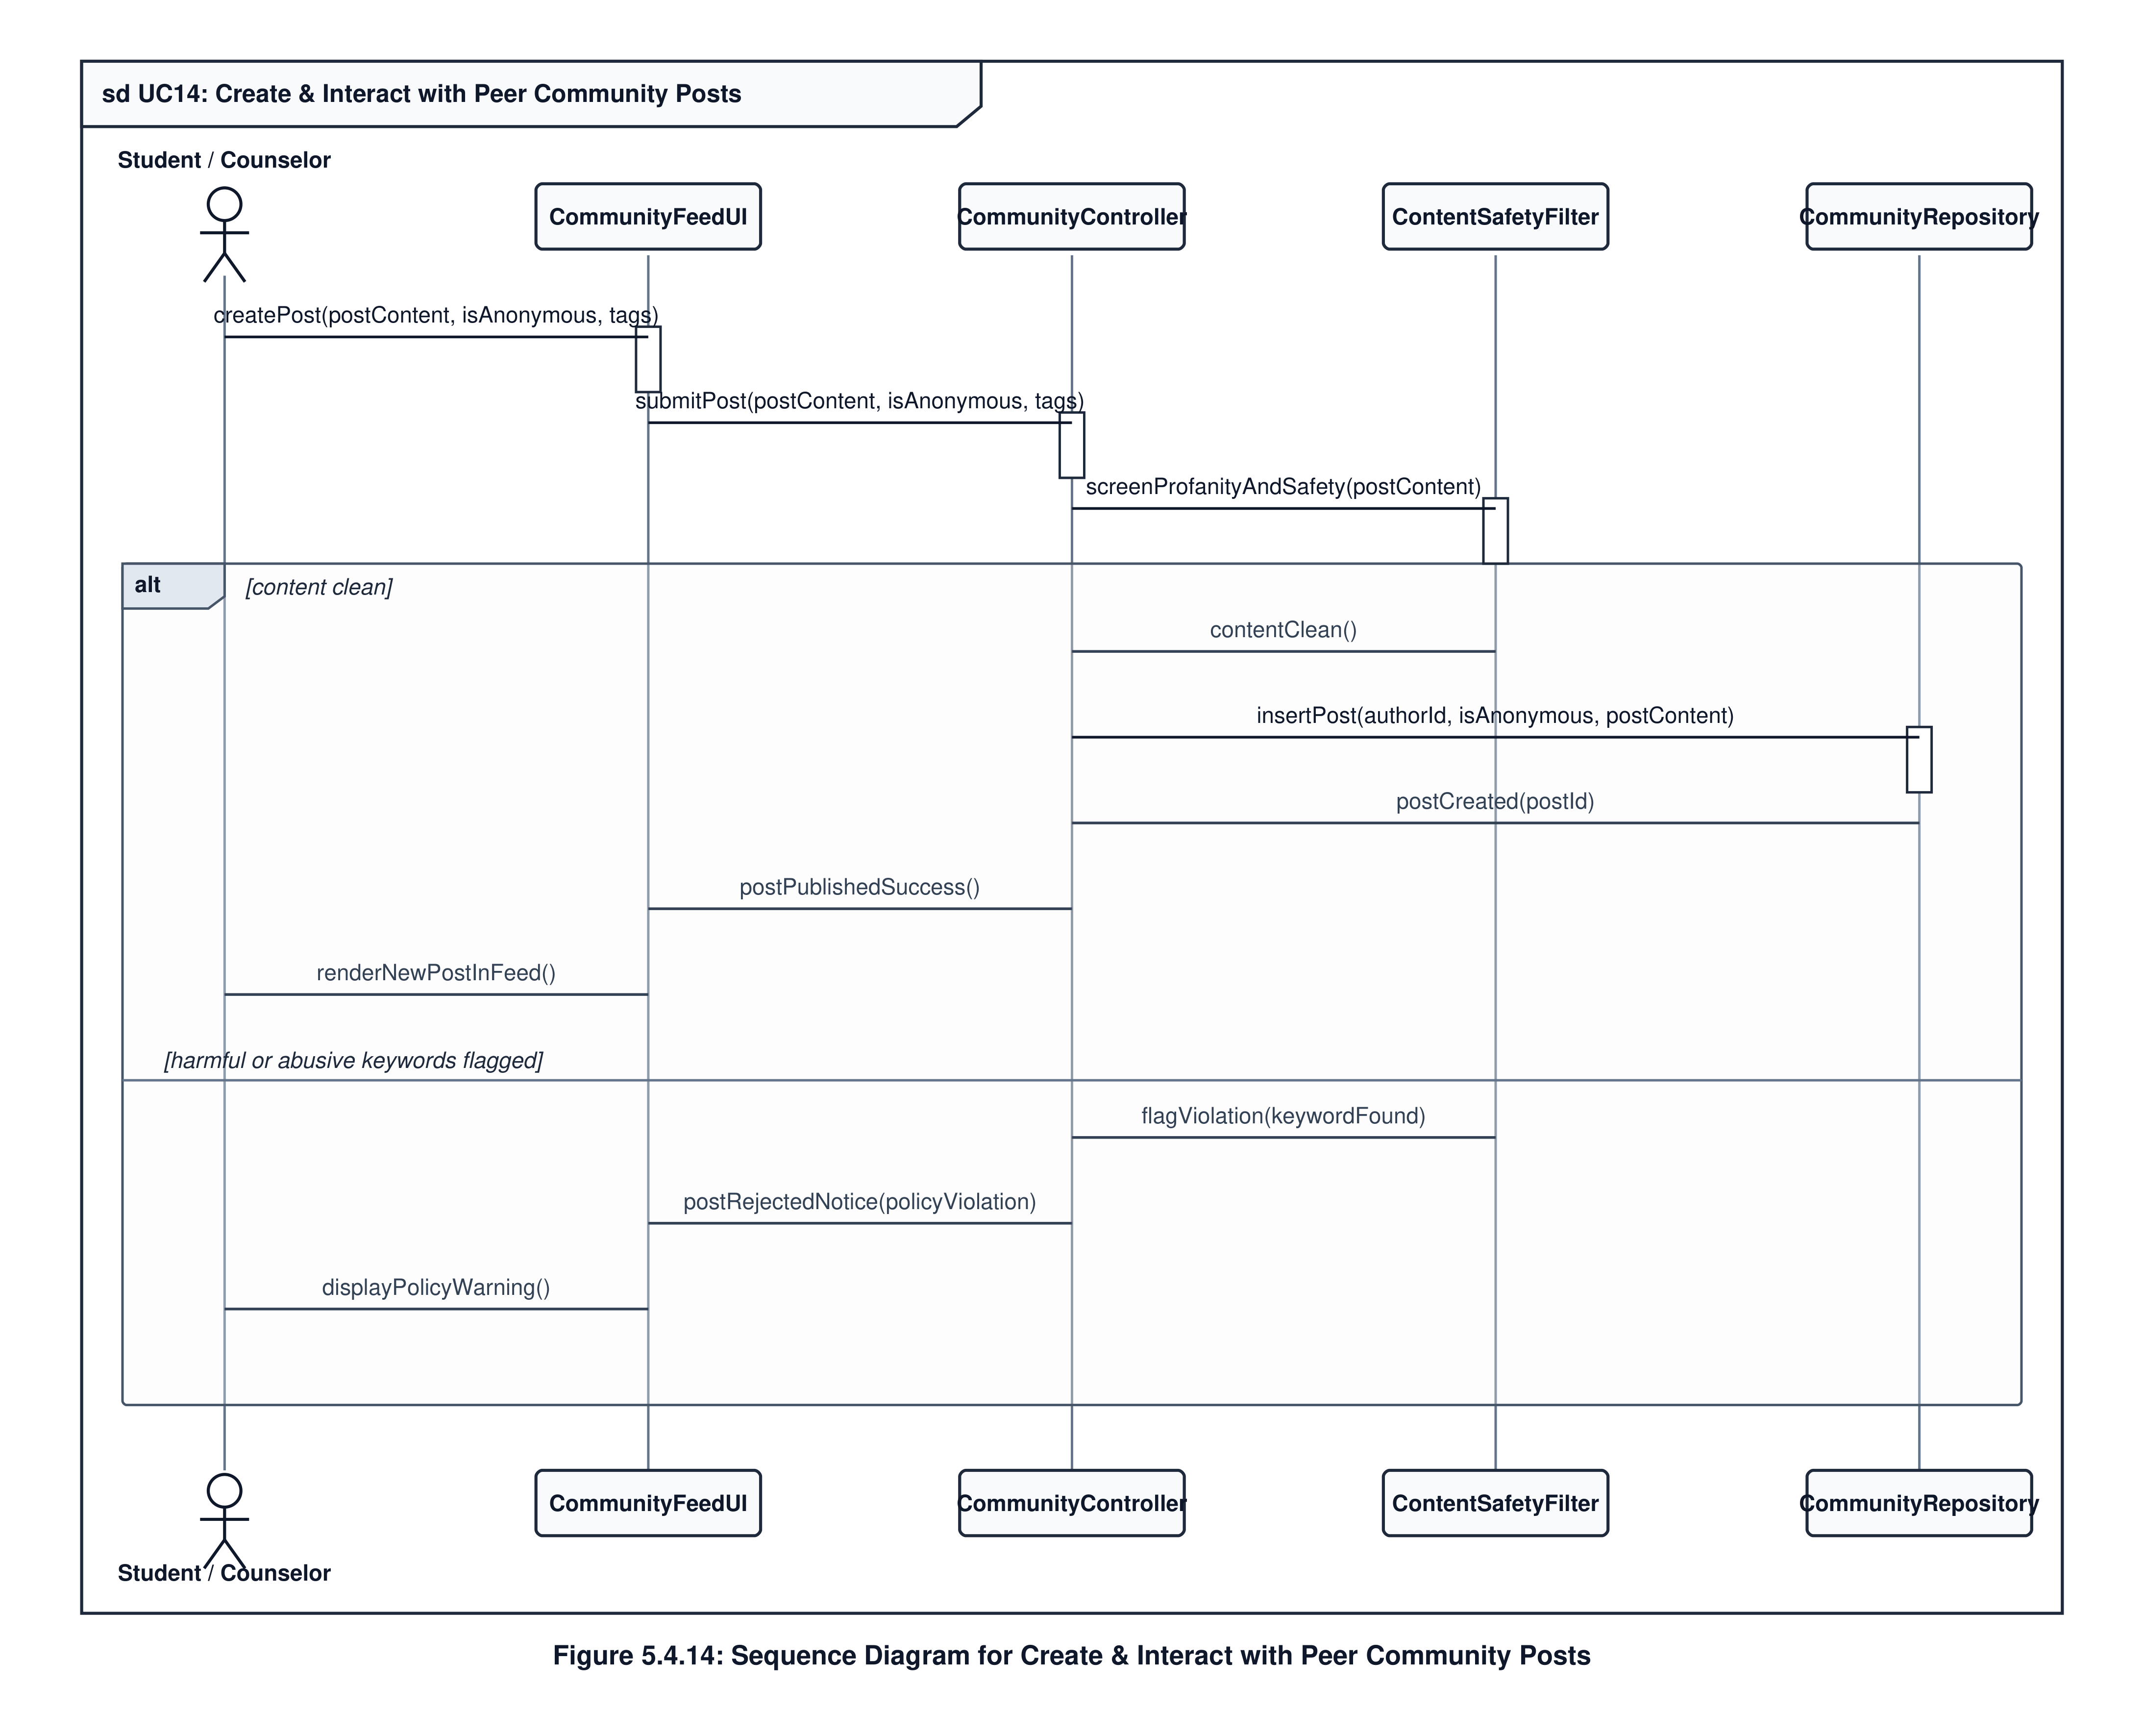 sd UC14: Create & Interact with Peer Community Posts
Student / Counselor
CommunityFeedUI
CommunityController
ContentSafetyFilter
CommunityRepository
createPost(postContent, isAnonymous, tags)
submitPost(postContent, isAnonymous, tags)
screenProfanityAndSafety(postContent)
alt
[content clean]
contentClean()
insertPost(authorId, isAnonymous, postContent)
postCreated(postId)
postPublishedSuccess()
renderNewPostInFeed()
[harmful or abusive keywords flagged]
flagViolation(keywordFound)
postRejectedNotice(policyViolation)
displayPolicyWarning()
CommunityFeedUI
CommunityController
ContentSafetyFilter
CommunityRepository
Student / Counselor
Figure 5.4.14: Sequence Diagram for Create & Interact with Peer Community Posts